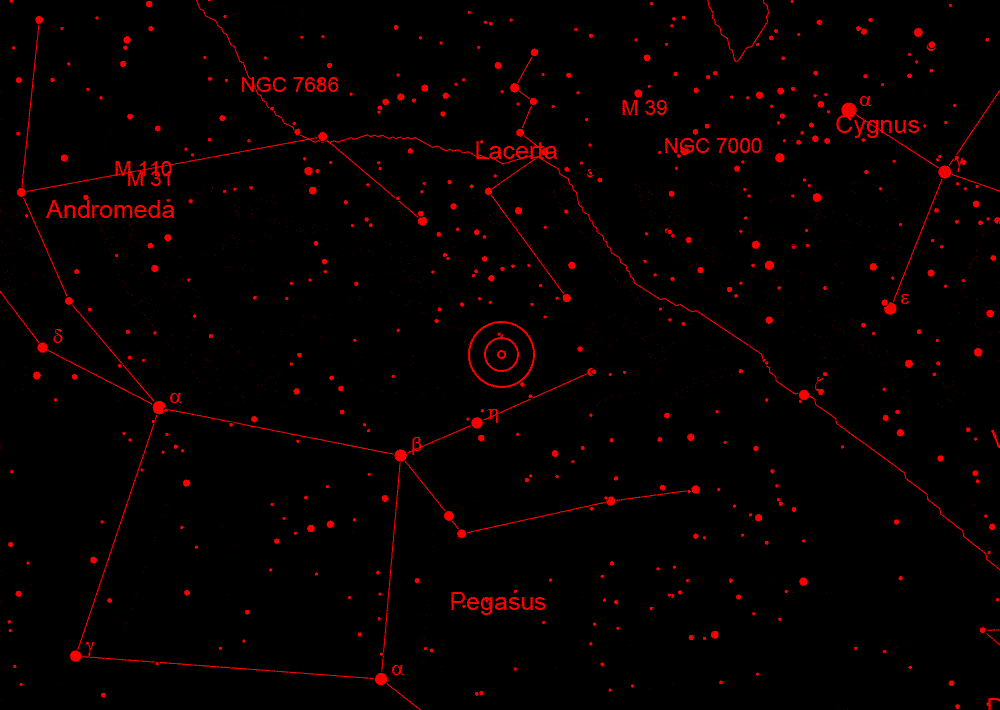 NGC 7686
M 39
α
Cygnus
NGC 7000
Lacerta
γ
M 110
M 31
Andromeda
ε
δ
ζ
α
η
β
Pegasus
γ
α